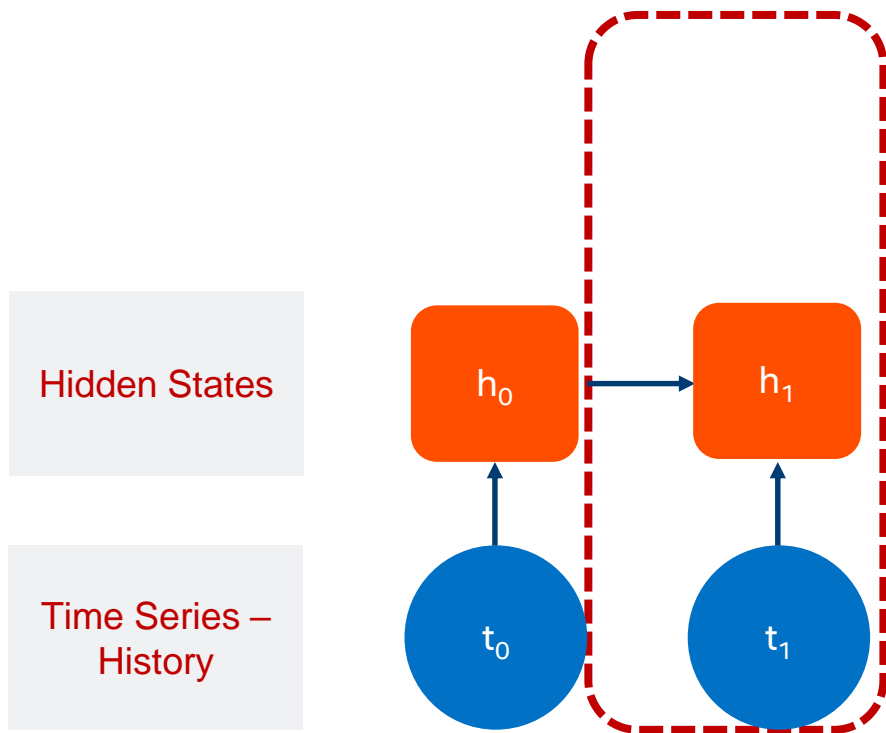 Hidden States
h₀
h₁
Time Series –
History
t₀
t₁